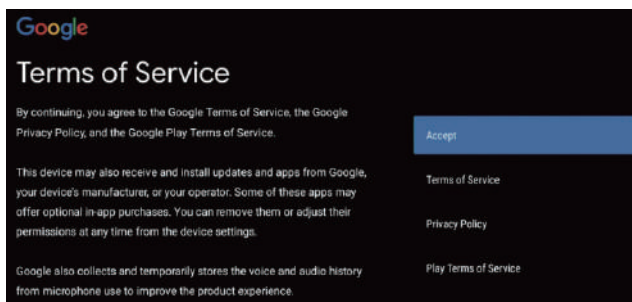 Google
Terms of Service
By continuing, you agree to the Google Terms of Service, the Google
Privacy Policy, and the Google Play Terms of Service.
This device may also receive and install updates and apps from Google,
your device's manufacturer, or your operator. Some of these apps may
offer optional in-app purchases. You can remove them or adjust their
permissions at any time from the device settings.
Google also collects and temporarily stores the voice and audio history
from microphone use to improve the product experience.
Accept
Terms of Service
Privacy Policy
Play Terms of Service